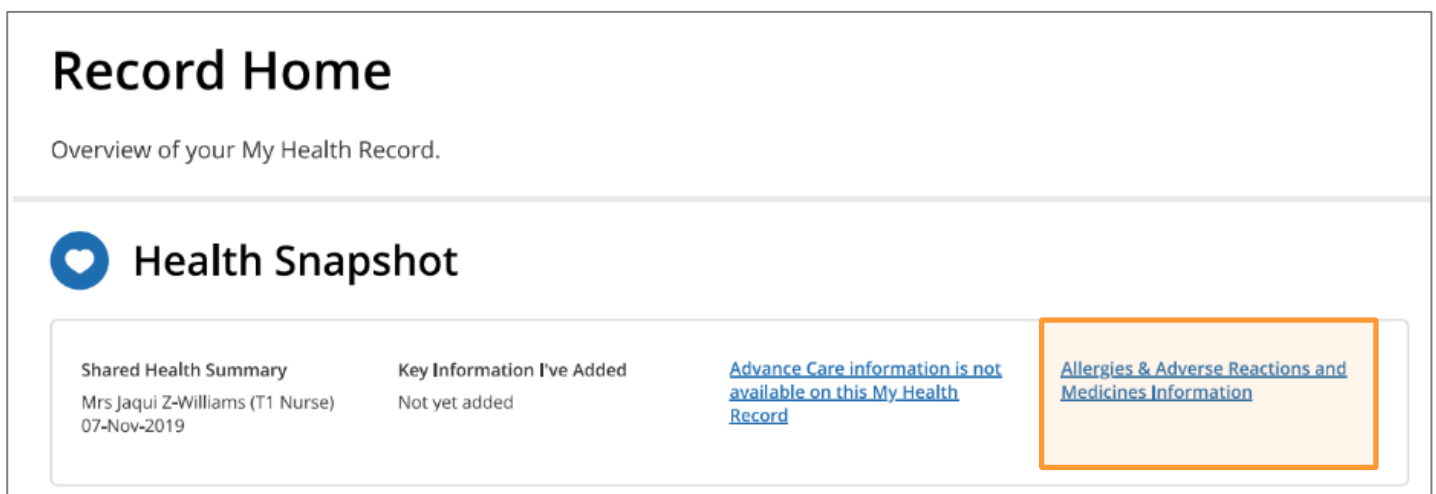 Record Home
Overview of your My Health Record.
Health Snapshot
Shared Health Summary
Mrs Jaqui Z-Williams (T1 Nurse)
07-Nov-2019
Key Information I've Added
Not yet added
Advance Care information is not
available on this My Health
Record
Allergies & Adverse Reactions and
Medicines Information